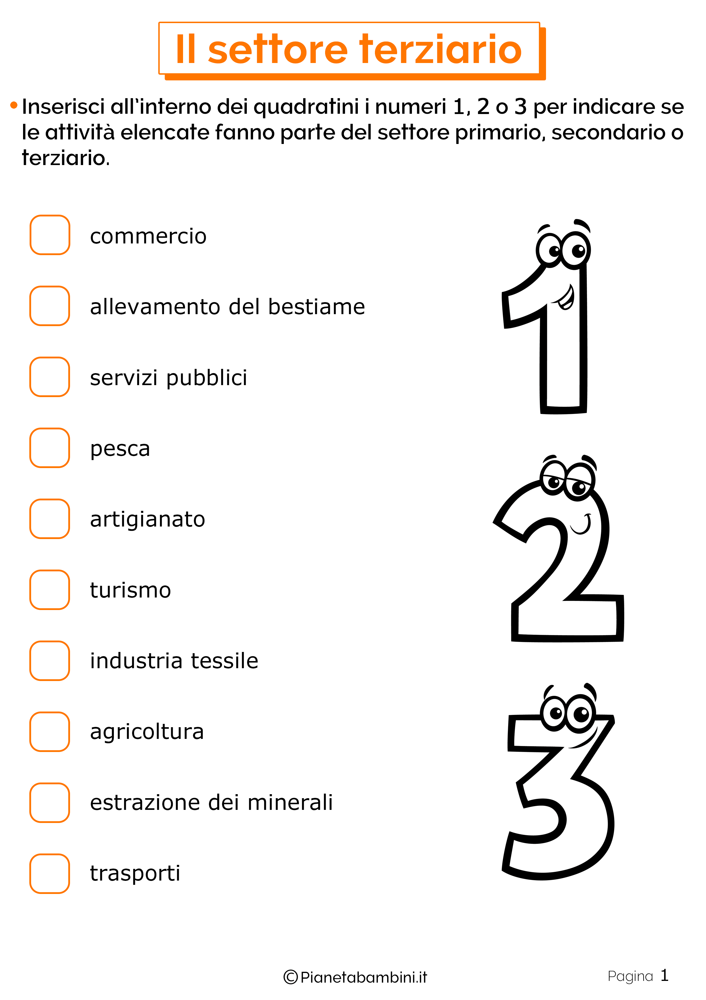 Il settore terziario
• Inserisci all'interno dei quadratini i numeri 1, 2 o 3 per indicare se
le attività elencate fanno parte del settore primario, secondario o
terziario.
commercio
allevamento del bestiame
servizi pubblici
pesca
artigianato
turismo
industria tessile
agricoltura
estrazione dei minerali
trasporti
1
2
3
©Pianetabambini.it
Pagina 1